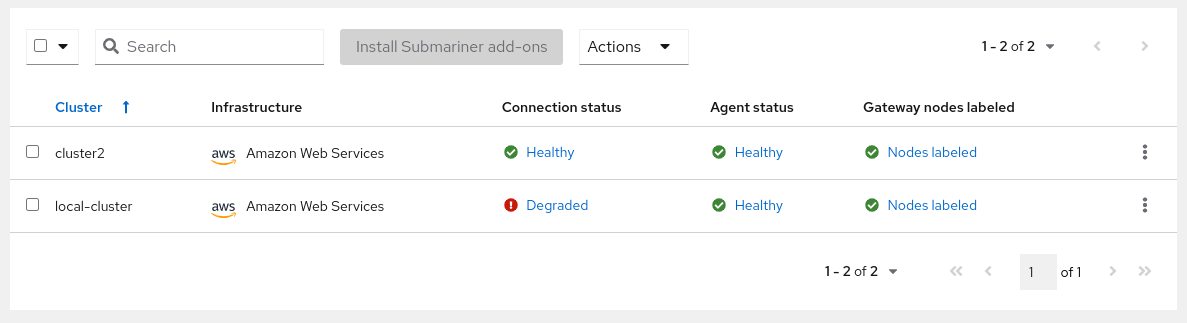 Search Install Submariner add-ons Actions 1 - 2 of 2
Cluster Infrastructure Connection status Agent status Gateway nodes labeled
cluster2 aws Amazon Web Services Healthy Healthy Nodes labeled
local-cluster aws Amazon Web Services Degraded Healthy Nodes labeled
1 - 2 of 2 1 of 1